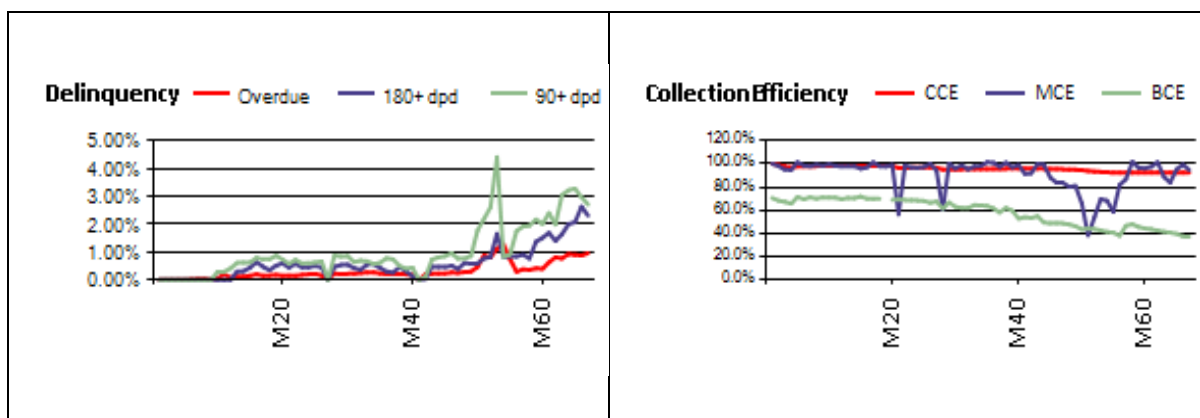 Delinquency Overdue 180+ dpd 90+ dpd
5.00%
4.00%
3.00%
2.00%
1.00%
0.00%
M20
M40
M60
CollectionEfficiency CCE MCE BCE
120.0%
100.0%
80.0%
60.0%
40.0%
20.0%
0.0%
M20
M40
M60